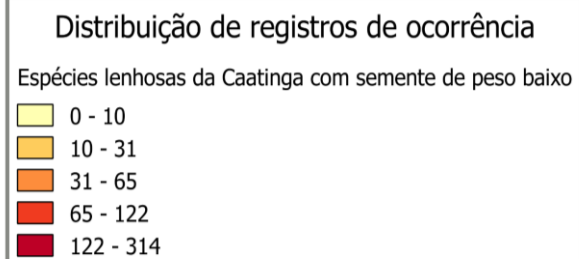 Distribuição de registros de ocorrência
Espécies lenhosas da Caatinga com semente de peso baixo
0 - 10
10 - 31
31 - 65
65 - 122
122 - 314